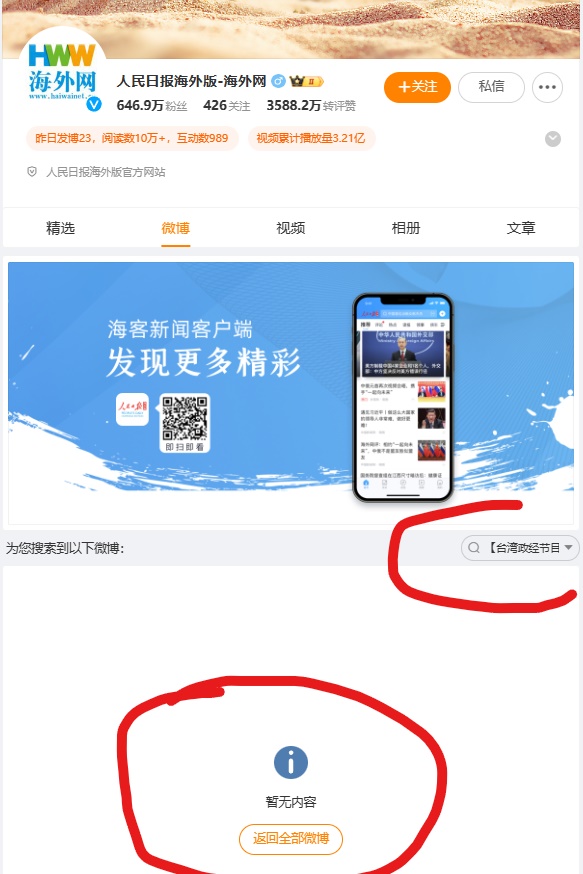 HWW
海外网
www.haiwainet.c
人民日报海外版-海外网
646.9万粉丝 426关注 3588.2万转评赞
+关注
私信
昨日发博23，阅读数10万+，互动数989
视频累计播放量3.21亿
人民日报海外版官方网站
精选 微博 视频 相册 文章
海客新闻客户端
发现更多精彩
即扫即看
为您搜索到以下微博：
【台湾政经节目
暂无内容
返回全部微博